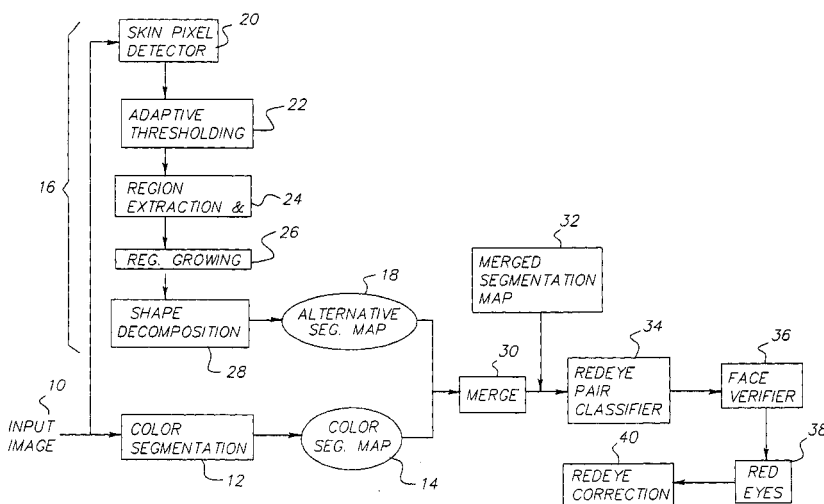 SKIN PIXEL
DETECTOR
20
ADAPTIVE
THRESHOLDING
22
16
REGION
EXTRACTION &
24
REG. GROWING
26
SHAPE
DECOMPOSITION
28
ALTERNATIVE
SEG. MAP
18
MERGED
SEGMENTATION
MAP
32
10
INPUT
IMAGE
COLOR
SEGMENTATION
12
COLOR
SEG. MAP
14
MERGE
30
REDEYE
PAIR
CLASSIFIER
34
FACE
VERIFIER
36
RED
EYES
38
REDEYE
CORRECTION
40